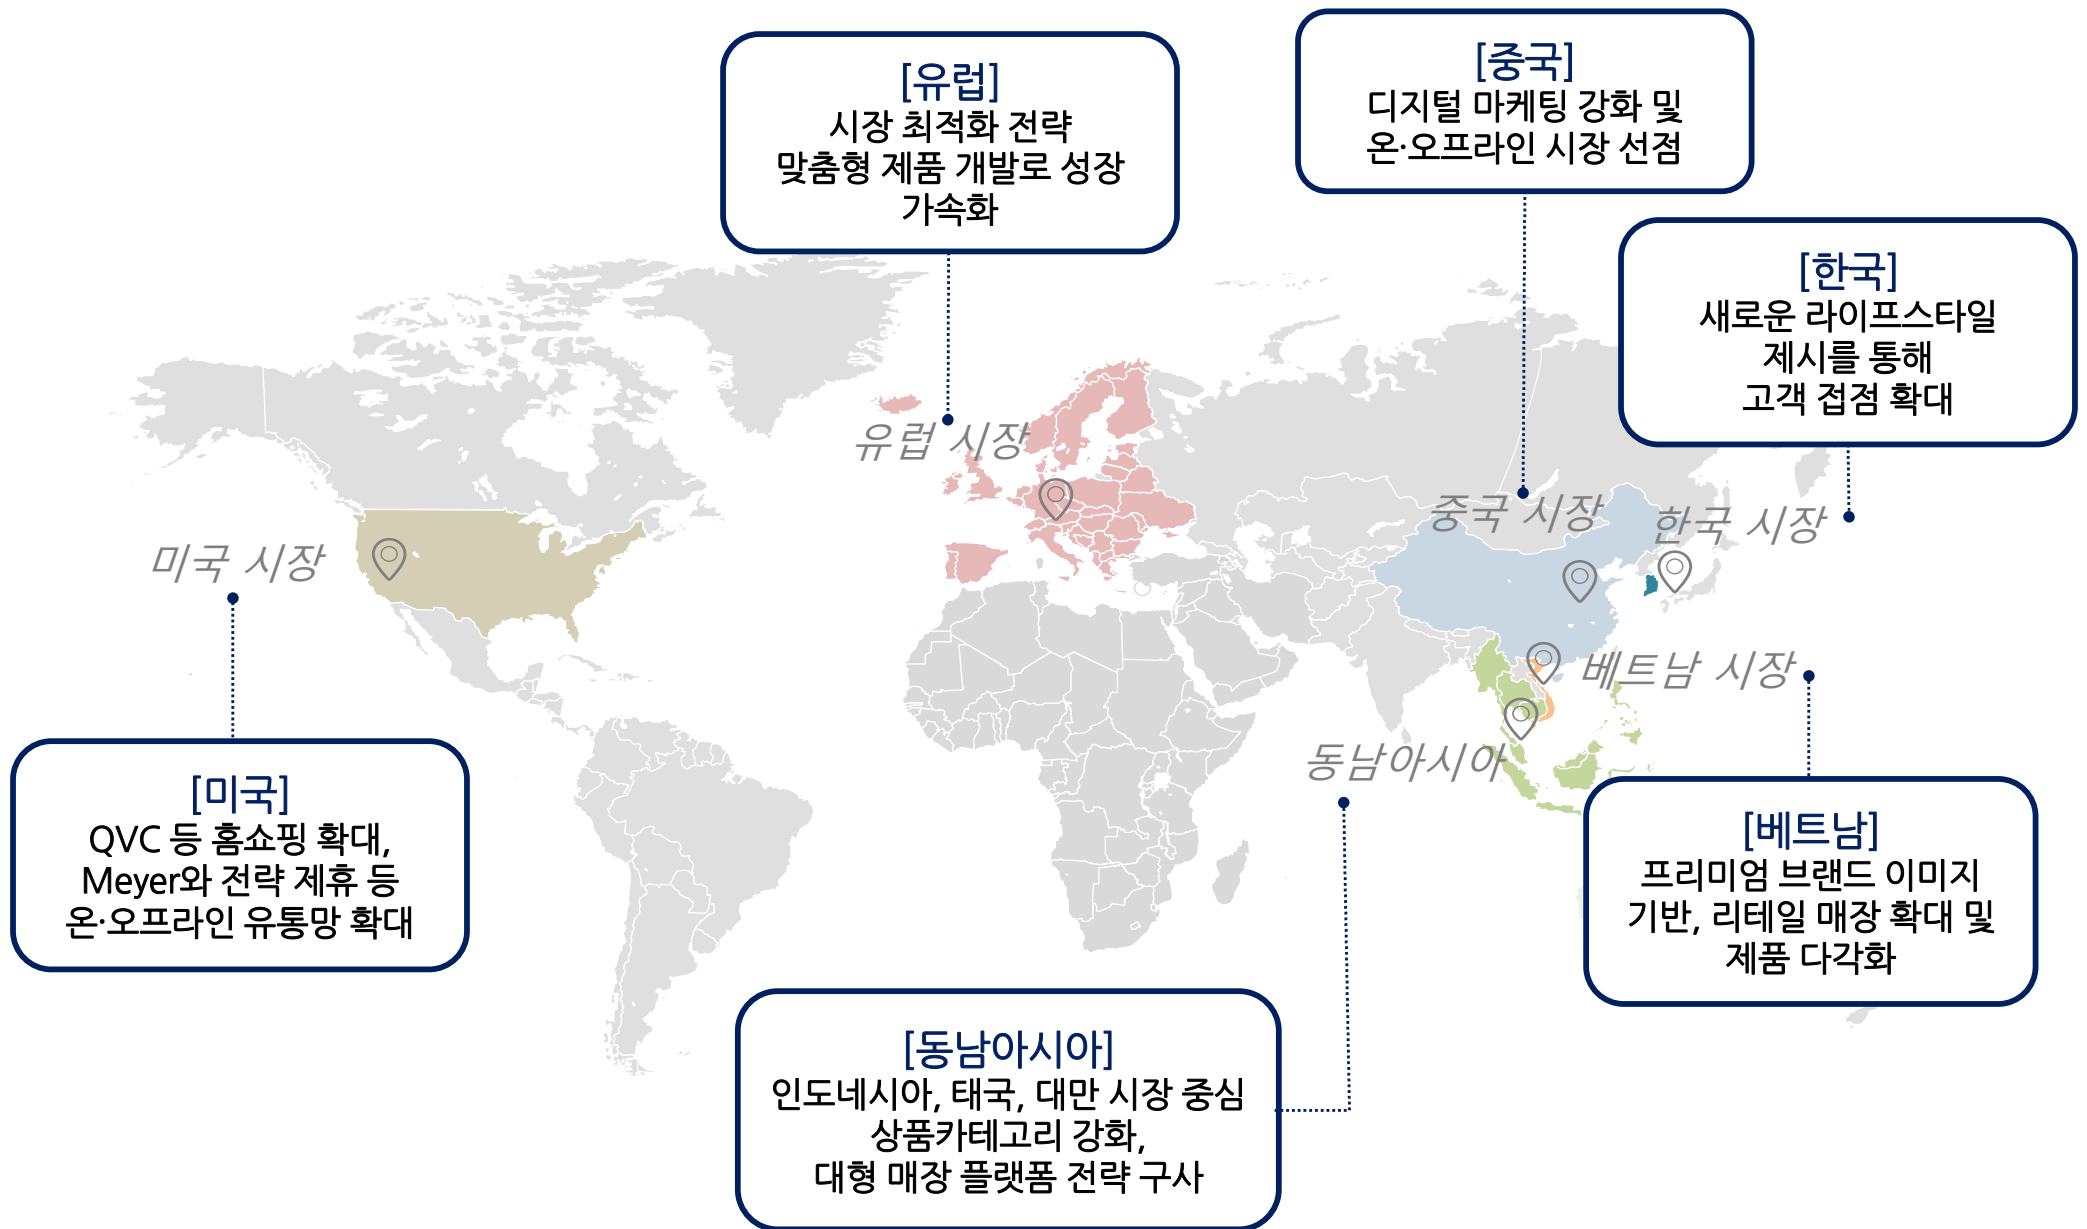 [유럽]
시장 최적화 전략
맞춤형 제품 개발로 성장
가속화
[중국]
디지털 마케팅 강화 및
온·오프라인 시장 선점
[한국]
새로운 라이프스타일
제시를 통해
고객 접점 확대
유럽 시장
중국 시장
한국 시장
미국 시장
베트남 시장
동남아시아
[미국]
QVC 등 홈쇼핑 확대,
Meyer와 전략 제휴 등
온·오프라인 유통망 확대
[베트남]
프리미엄 브랜드 이미지
기반, 리테일 매장 확대 및
제품 다각화
[동남아시아]
인도네시아, 태국, 대만 시장 중심
상품카테고리 강화,
대형 매장 플랫폼 전략 구사